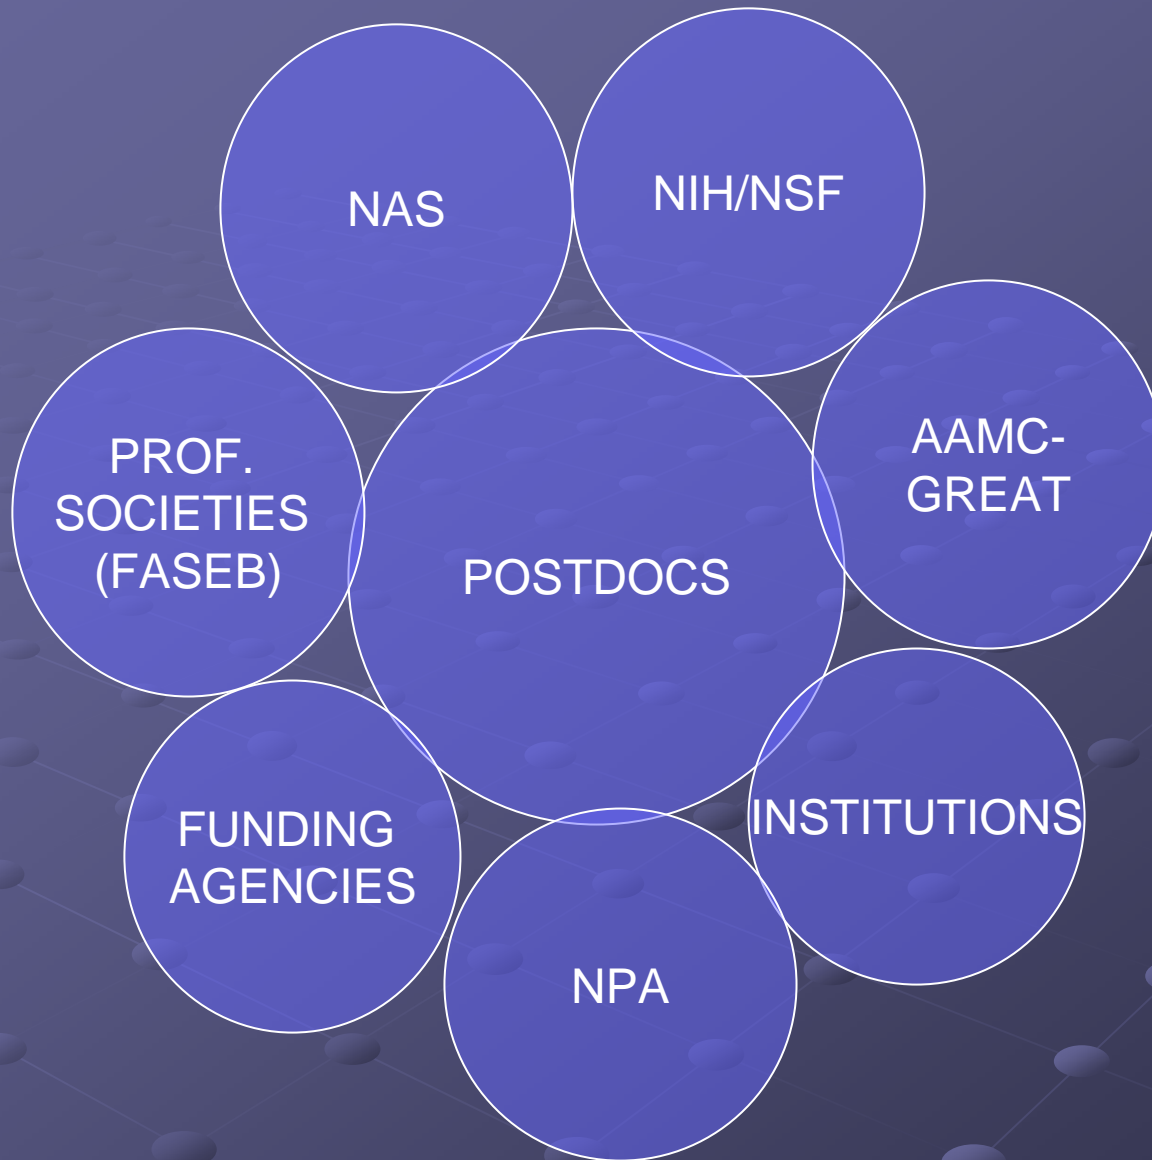 NAS
NIH/NSF
PROF.
SOCIETIES
(FASEB)
AAMC-
GREAT
POSTDOCS
FUNDING
AGENCIES
INSTITUTIONS
NPA